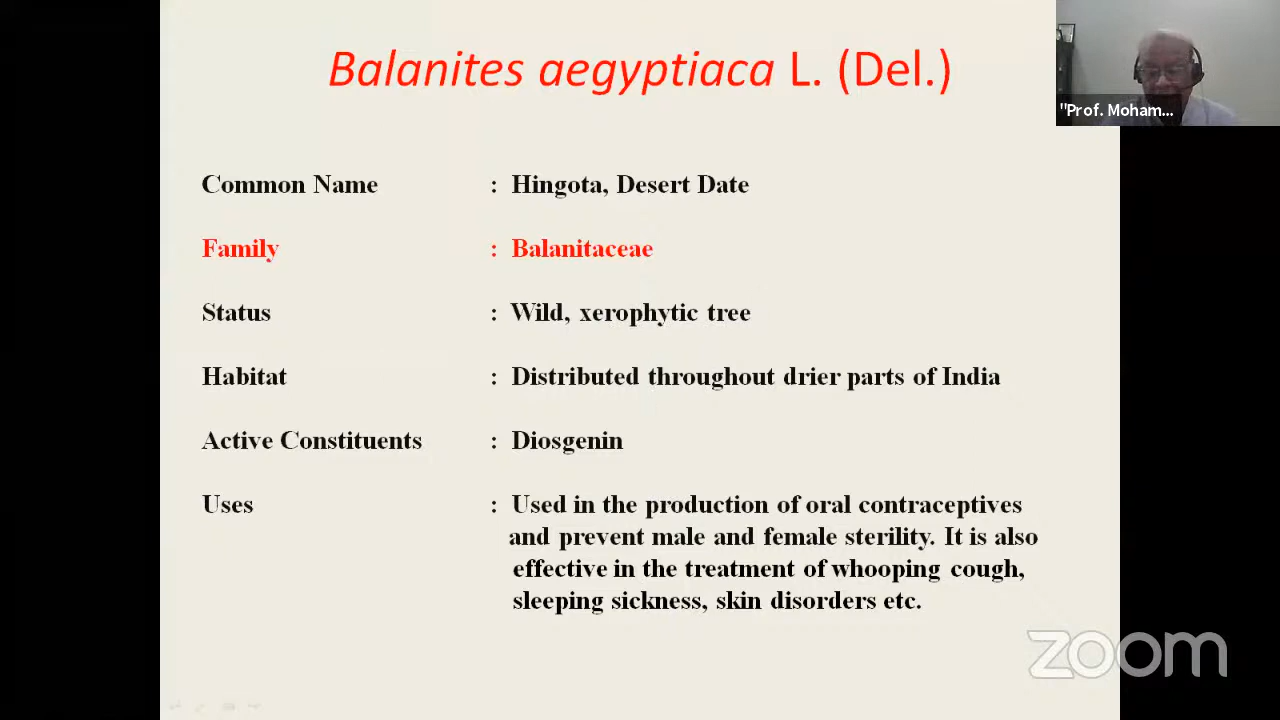 Balanites aegyptiaca L. (Del.)
"Prof. Moham...
Common Name : Hingota, Desert Date
Family : Balanitaceae
Status : Wild, xerophytic tree
Habitat : Distributed throughout drier parts of India
Active Constituents : Diosgenin
Uses : Used in the production of oral contraceptives
and prevent male and female sterility. It is also
effective in the treatment of whooping cough,
sleeping sickness, skin disorders etc.
zoom